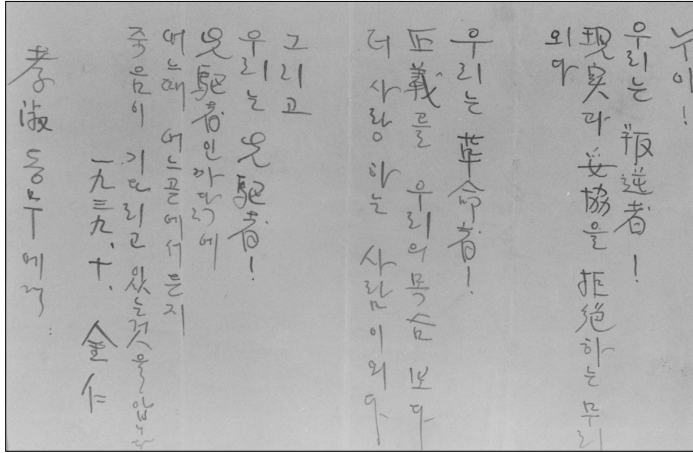 누이!
우리는 叛逆者!
現実과 妥協을 拒絶하는 무리
외다
우리는 革命者!
正義를 우리의 목숨 보다
더 사랑하는 사람이외다
그리고
우리는 先驅者!
先驅者인 까닭에
어느때 어느곧에서든지
죽음이 기다리고 있는것을 압니다
一九三九、十、 金仁
孝淑동무에게